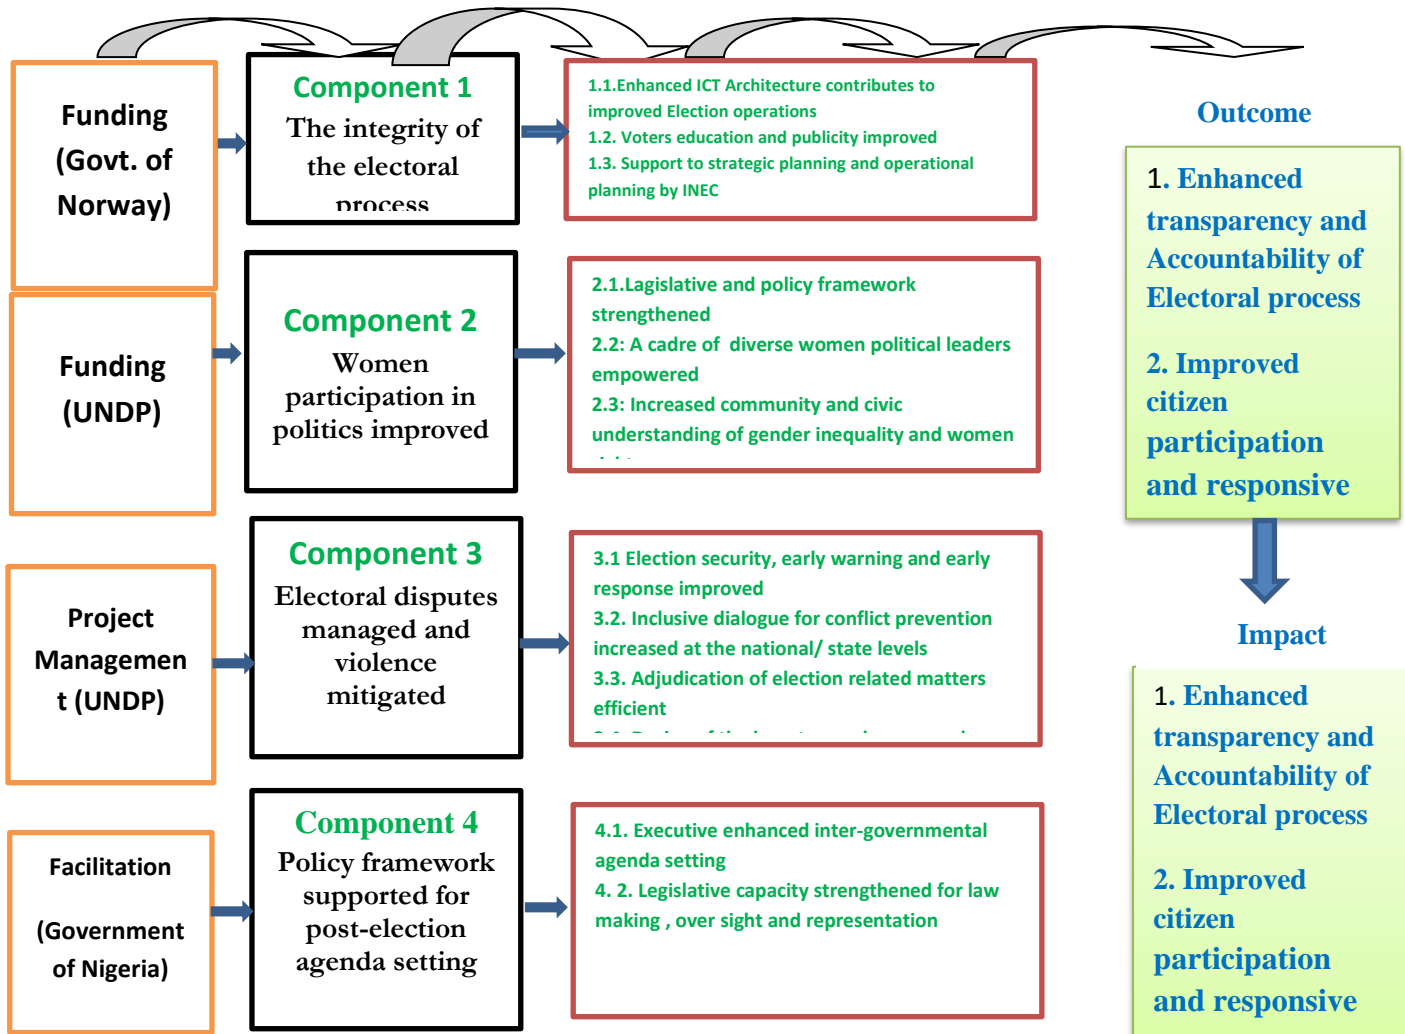 Funding
(Govt. of
Norway)
Component 1
The integrity of
the electoral
process
1.1.Enhanced ICT Architecture contributes to
improved Election operations
1.2. Voters education and publicity improved
1.3. Support to strategic planning and operational
planning by INEC
Funding
(UNDP)
Component 2
Women
participation in
politics improved
2.1.Lagislative and policy framework
strengthened
2.2: A cadre of diverse women political leaders
empowered
2.3: Increased community and civic
understanding of gender inequality and women
Project
Managemen
t (UNDP)
Component 3
Electoral disputes
managed and
violence
mitigated
3.1 Election security, early warning and early
response improved
3.2. Inclusive dialogue for conflict prevention
increased at the national/ state levels
3.3. Adjudication of election related matters
efficient
Facilitation
(Government
of Nigeria)
Component 4
Policy framework
supported for
post-election
agenda setting
4.1. Executive enhanced inter-governmental
agenda setting
4. 2. Legislative capacity strengthened for law
making , over sight and representation
Outcome
1. Enhanced
transparency and
Accountability of
Electoral process
2. Improved
citizen
participation
and responsive
Impact
1. Enhanced
transparency and
Accountability of
Electoral process
2. Improved
citizen
participation
and responsive